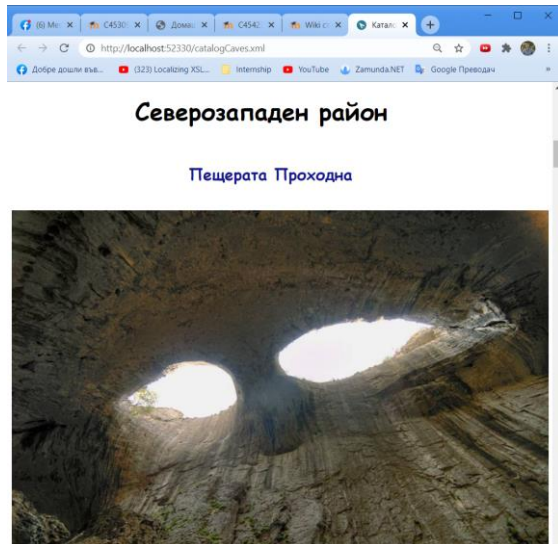 (6) Me
C4530
Дома
C4542
Wiki c
Катал
http://localhost:52330/catalogCaves.xml
Добре дошли във...
(323) Localizing XSL...
Internship
YouTube
Zamunda.NET
Google Преводач
»
Северозападен район
Пещерата Проходна